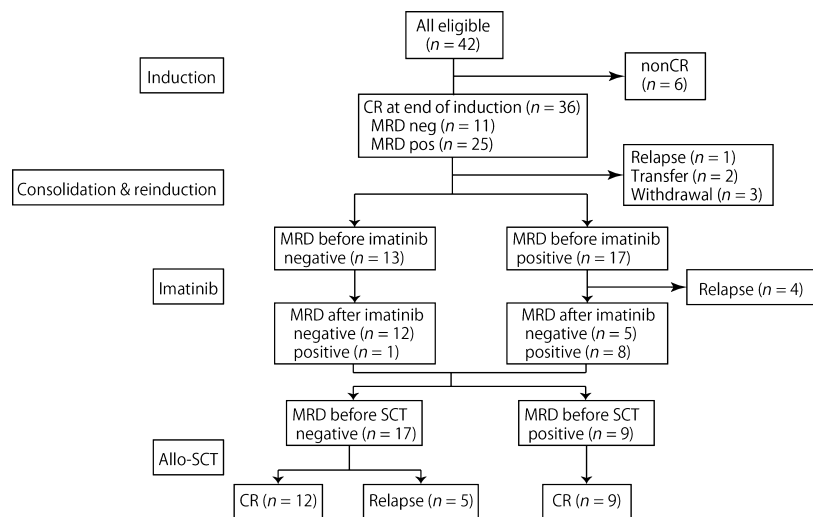 All eligible
(n = 42)
Induction
nonCR
(n = 6)
CR at end of induction (n = 36)
MRD neg (n = 11)
MRD pos (n = 25)
Consolidation & reinduction
Relapse (n = 1)
Transfer (n = 2)
Withdrawal (n = 3)
MRD before imatinib
negative (n = 13)
MRD before imatinib
positive (n = 17)
Imatinib
Relapse (n = 4)
MRD after imatinib
negative (n = 12)
positive (n = 1)
MRD after imatinib
negative (n = 5)
positive (n = 8)
MRD before SCT
negative (n = 17)
MRD before SCT
positive (n = 9)
Allo-SCT
CR (n = 12)
Relapse (n = 5)
CR (n = 9)